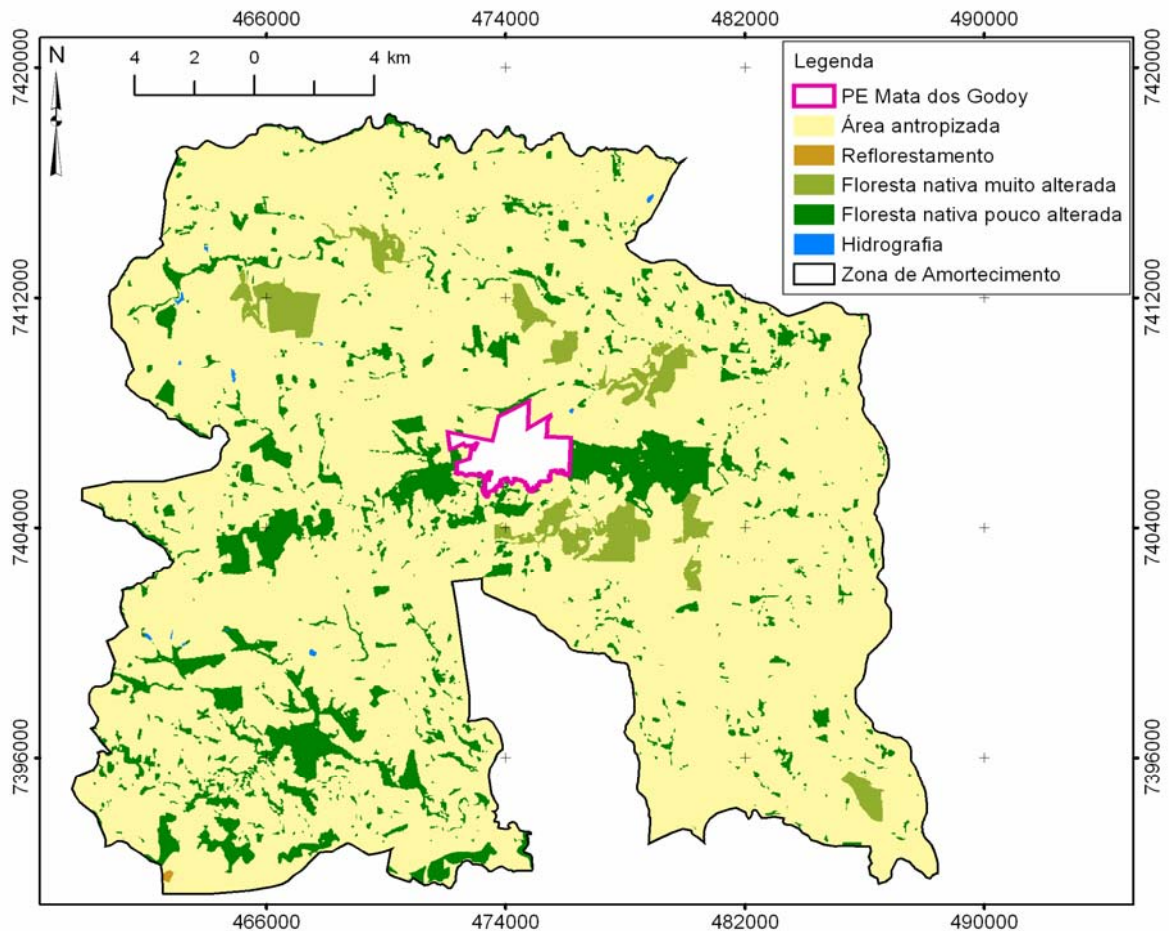 466000 474000 482000 490000
N
4 2 0 4 km
7420000 7420000
7412000 7412000
7404000 7404000
7396000 7396000
Legenda
PE Mata dos Godoy
Área antropizada
Reflorestamento
Floresta nativa muito alterada
Floresta nativa pouco alterada
Hidrografia
Zona de Amortecimento
466000 474000 482000 490000